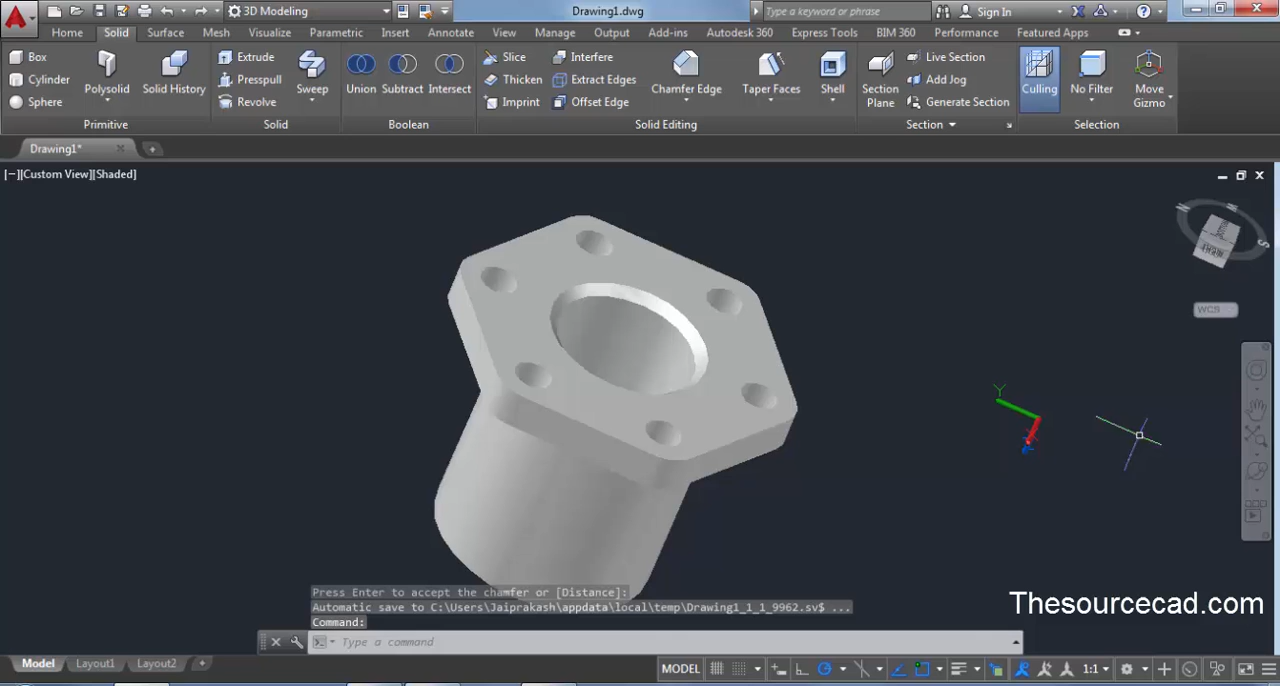 3D Modeling Drawing1.dwg Type a keyword or phrase Sign In
Home Solid Surface Mesh Visualize Parametric Insert Annotate View Manage Output Add-ins Autodesk 360 Express Tools BIM 360 Performance Featured Apps
Box Extrude Slice Interfere Live Section
Cylinder Presspull Thicken Extract Edges Add Jog
Sphere Revolve Imprint Offset Edge Generate Section
Polysolid Solid History Sweep Union Subtract Intersect Chamfer Edge Taper Faces Shell Section Plane Culling No Filter Move Gizmo
Primitive Solid Boolean Solid Editing Section Selection
Drawing1*
[−][Custom View][Shaded]
WCS
Y
Press Enter to accept the chamfer or [Distance]:
Automatic save to C:\Users\Jaiprakash\appdata\local\temp\Drawing1_1_1_9962.sv$ ...
Command:
Type a command
Thesourcecad.com
Model Layout1 Layout2 MODEL 1:1